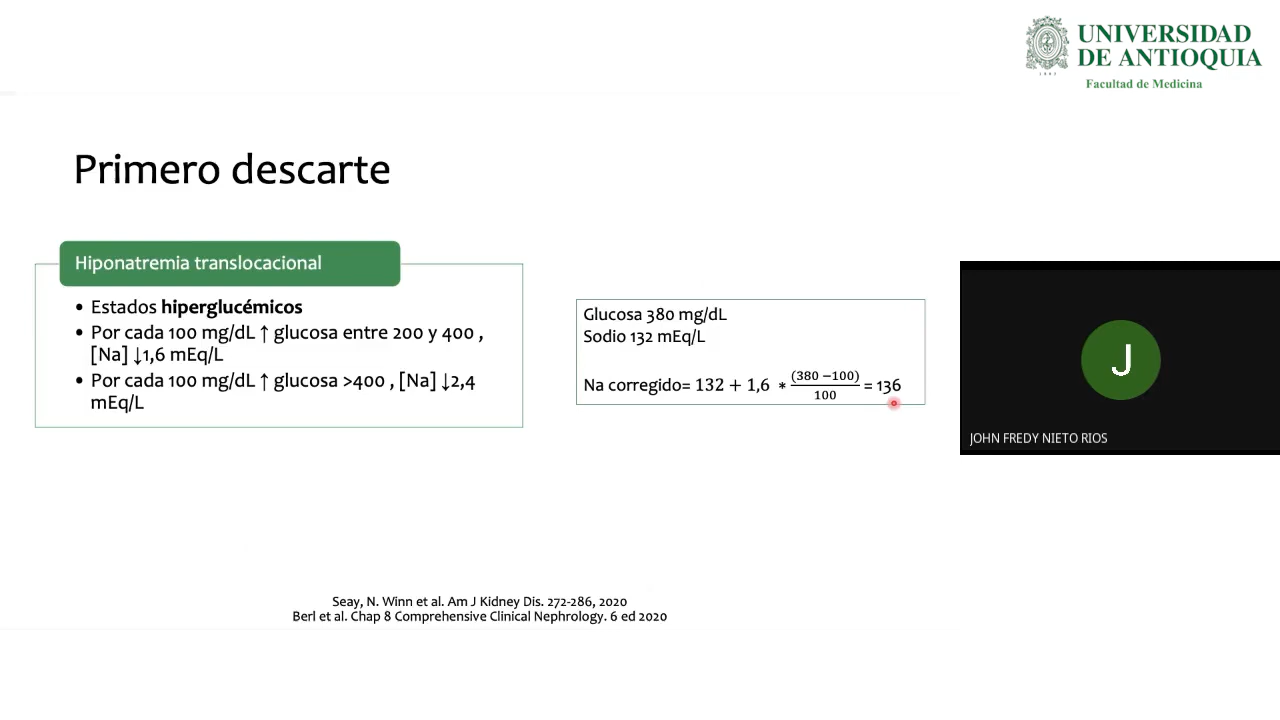 UNIVERSIDAD
DE ANTIOQUIA
1803
Facultad de Medicina
Primero descarte
Hiponatremia translocacional
• Estados hiperglucémicos
• Por cada 100 mg/dL ↑ glucosa entre 200 y 400 ,
[Na] ↓1,6 mEq/L
• Por cada 100 mg/dL ↑ glucosa >400 , [Na] ↓2,4
mEq/L
Glucosa 380 mg/dL
Sodio 132 mEq/L
Na corregido= 132 + 1,6 * (380 −100)/100 = 136
J
JOHN FREDY NIETO RIOS
Seay, N. Winn et al. Am J Kidney Dis. 272-286, 2020
Berl et al. Chap 8 Comprehensive Clinical Nephrology. 6 ed 2020